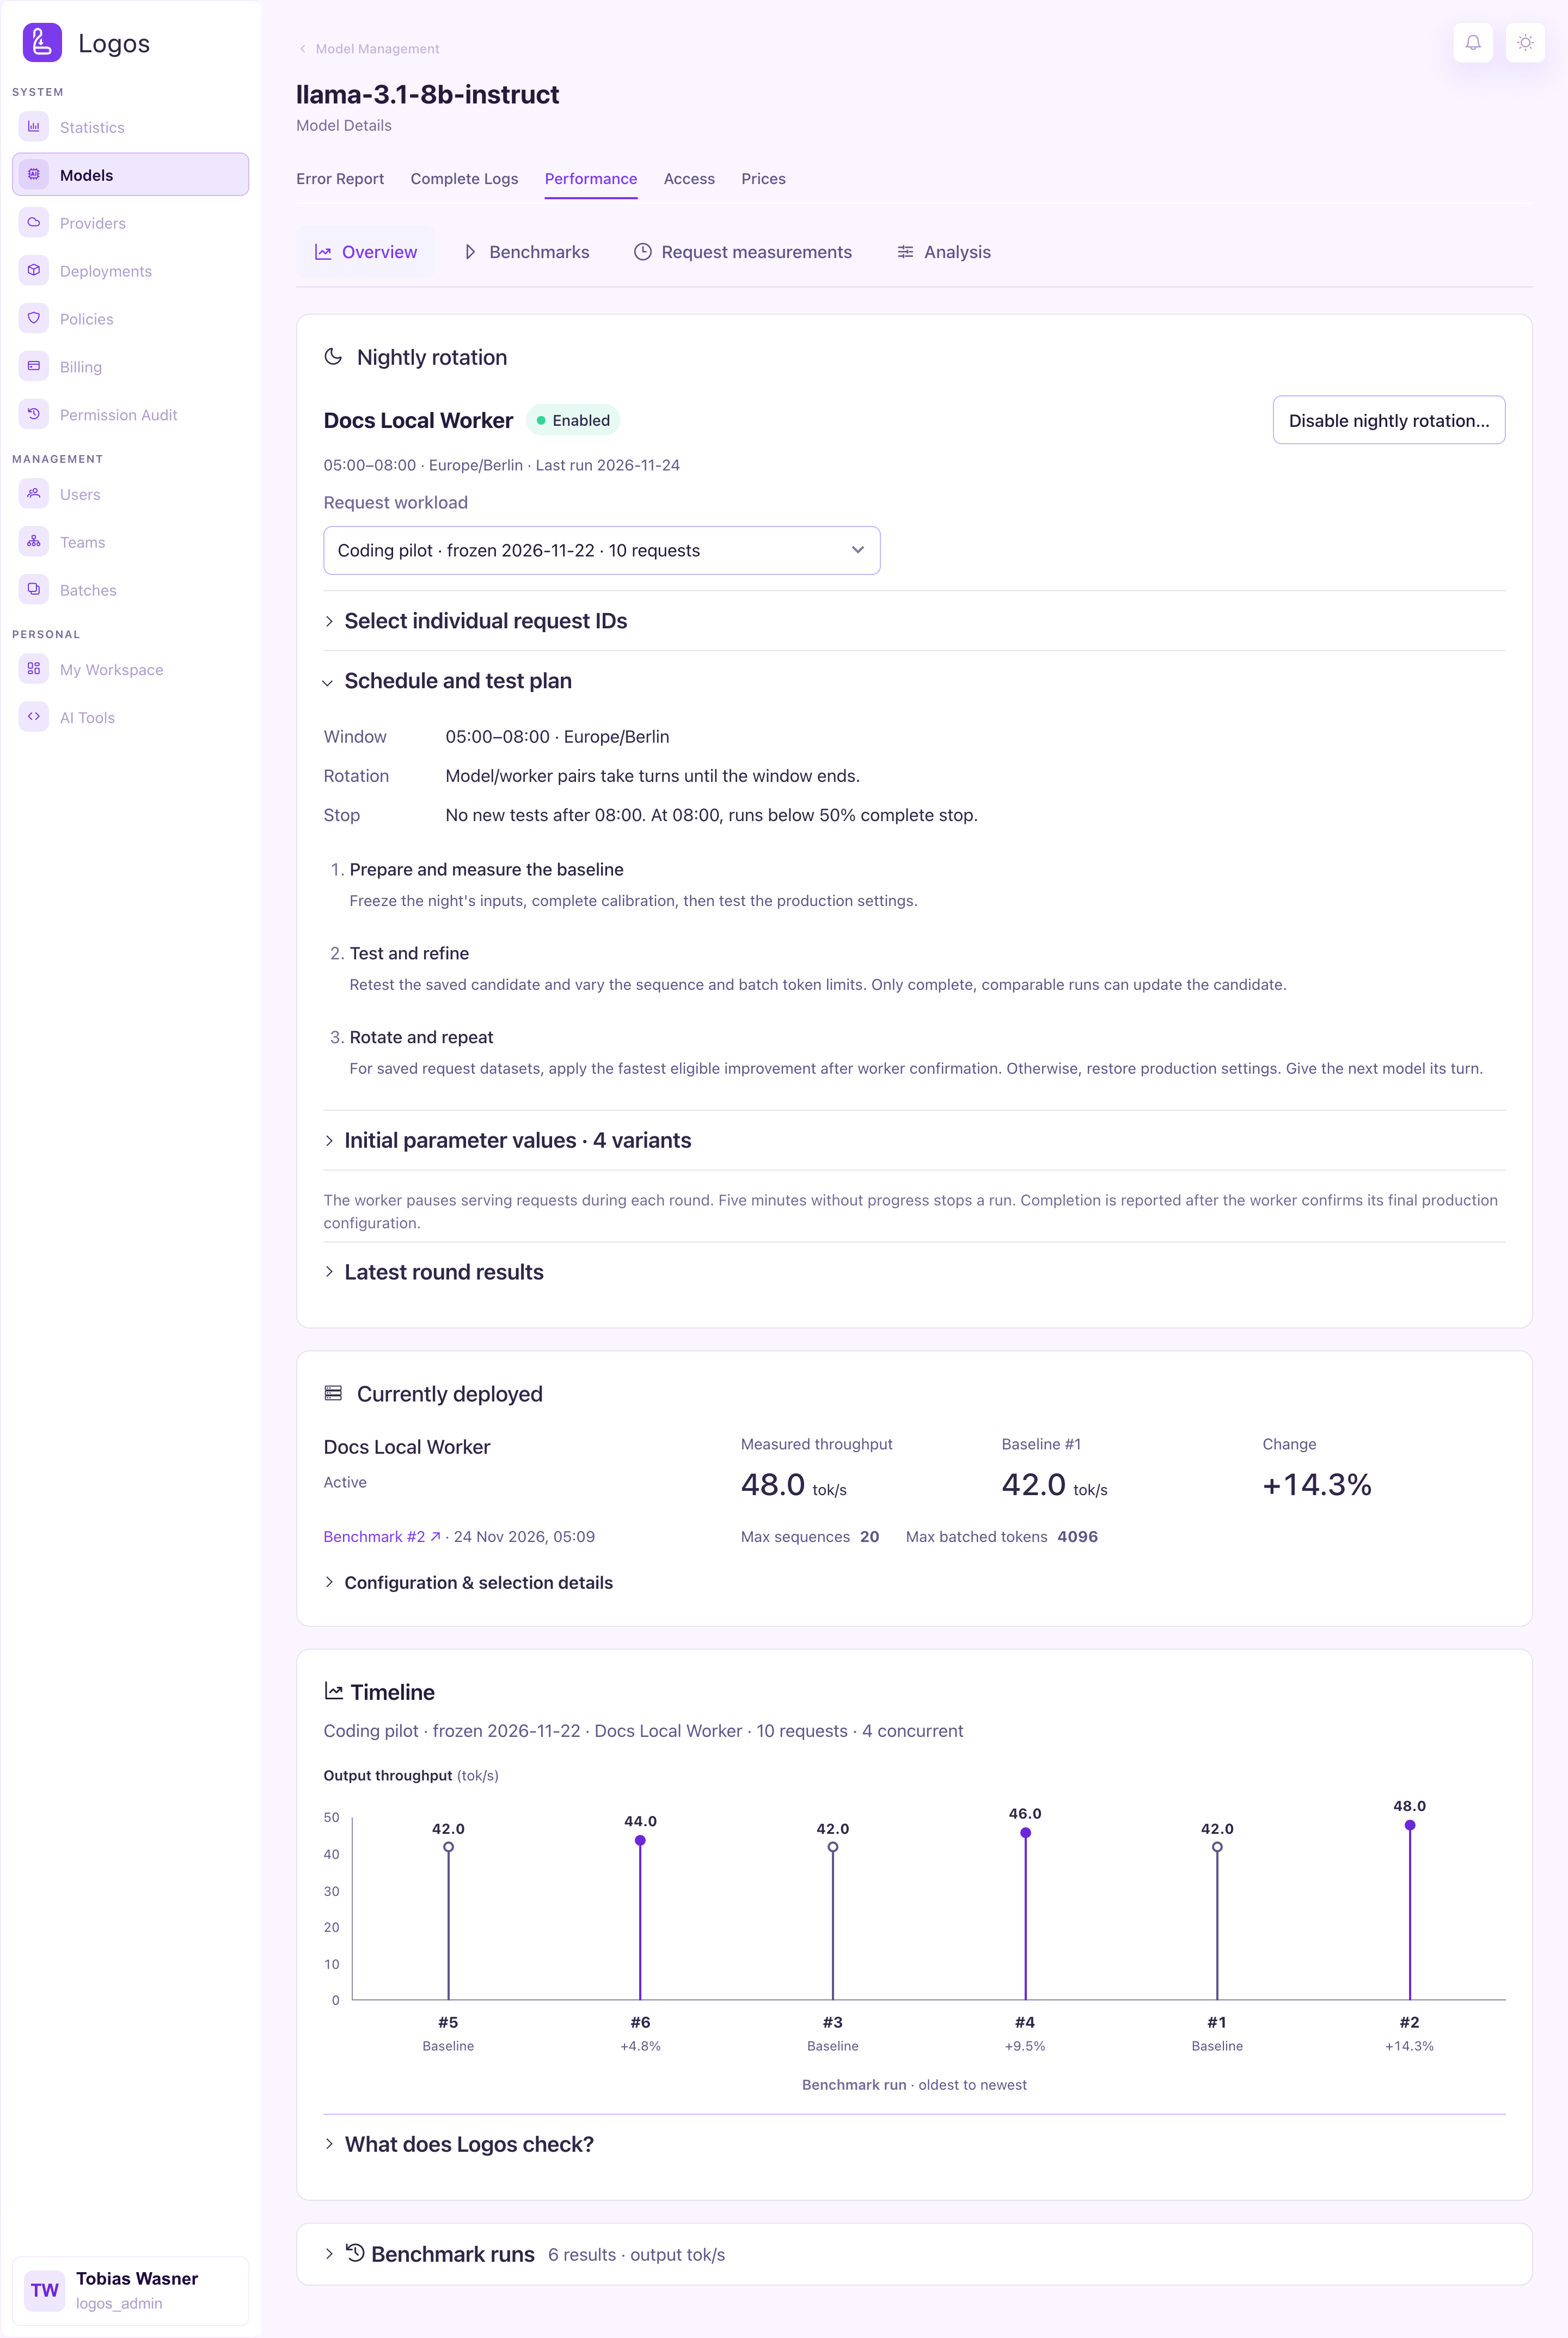 Logos
SYSTEM
Statistics
Models
Providers
Deployments
Policies
Billing
Permission Audit
MANAGEMENT
Users
Teams
Batches
PERSONAL
My Workspace
AI Tools
TW
Tobias Wasner
logos_admin
Model Management
llama-3.1-8b-instruct
Model Details
Error Report Complete Logs Performance Access Prices
Overview Benchmarks Request measurements Analysis
Nightly rotation
Docs Local Worker Enabled Disable nightly rotation...
05:00–08:00 · Europe/Berlin · Last run 2026-11-24
Request workload
Coding pilot · frozen 2026-11-22 · 10 requests
Select individual request IDs
Schedule and test plan
Window 05:00–08:00 · Europe/Berlin
Rotation Model/worker pairs take turns until the window ends.
Stop No new tests after 08:00. At 08:00, runs below 50% complete stop.
1. Prepare and measure the baseline
Freeze the night's inputs, complete calibration, then test the production settings.
2. Test and refine
Retest the saved candidate and vary the sequence and batch token limits. Only complete, comparable runs can update the candidate.
3. Rotate and repeat
For saved request datasets, apply the fastest eligible improvement after worker confirmation. Otherwise, restore production settings. Give the next model its turn.
Initial parameter values · 4 variants
The worker pauses serving requests during each round. Five minutes without progress stops a run. Completion is reported after the worker confirms its final production
configuration.
Latest round results
Currently deployed
Docs Local Worker Measured throughput Baseline #1 Change
Active 48.0 tok/s 42.0 tok/s +14.3%
Benchmark #2 ↗ · 24 Nov 2026, 05:09 Max sequences 20 Max batched tokens 4096
Configuration & selection details
Timeline
Coding pilot · frozen 2026-11-22 · Docs Local Worker · 10 requests · 4 concurrent
Output throughput (tok/s)
50
40
30
20
10
0
42.0 44.0 42.0 46.0 42.0 48.0
#5 #6 #3 #4 #1 #2
Baseline +4.8% Baseline +9.5% Baseline +14.3%
Benchmark run · oldest to newest
What does Logos check?
Benchmark runs 6 results · output tok/s